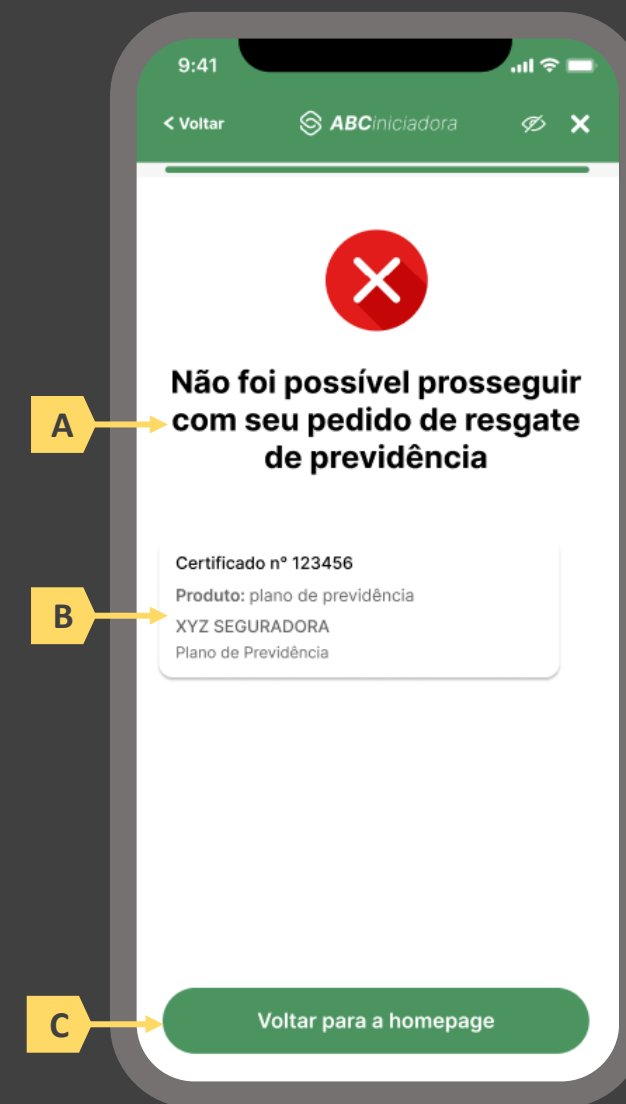 9:41
< Voltar
ABCiniciadora
A
Não foi possível prosseguir
com seu pedido de resgate
de previdência
Certificado n° 123456
B
Produto: plano de previdência
XYZ SEGURADORA
Plano de Previdência
C
Voltar para a homepage